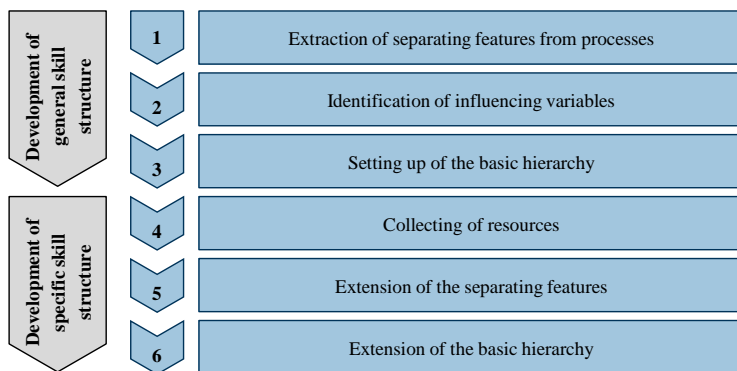 Development of
general skill
structure
1
Extraction of separating features from processes
2
Identification of influencing variables
3
Setting up of the basic hierarchy
Development of
specific skill
structure
4
Collecting of resources
5
Extension of the separating features
6
Extension of the basic hierarchy